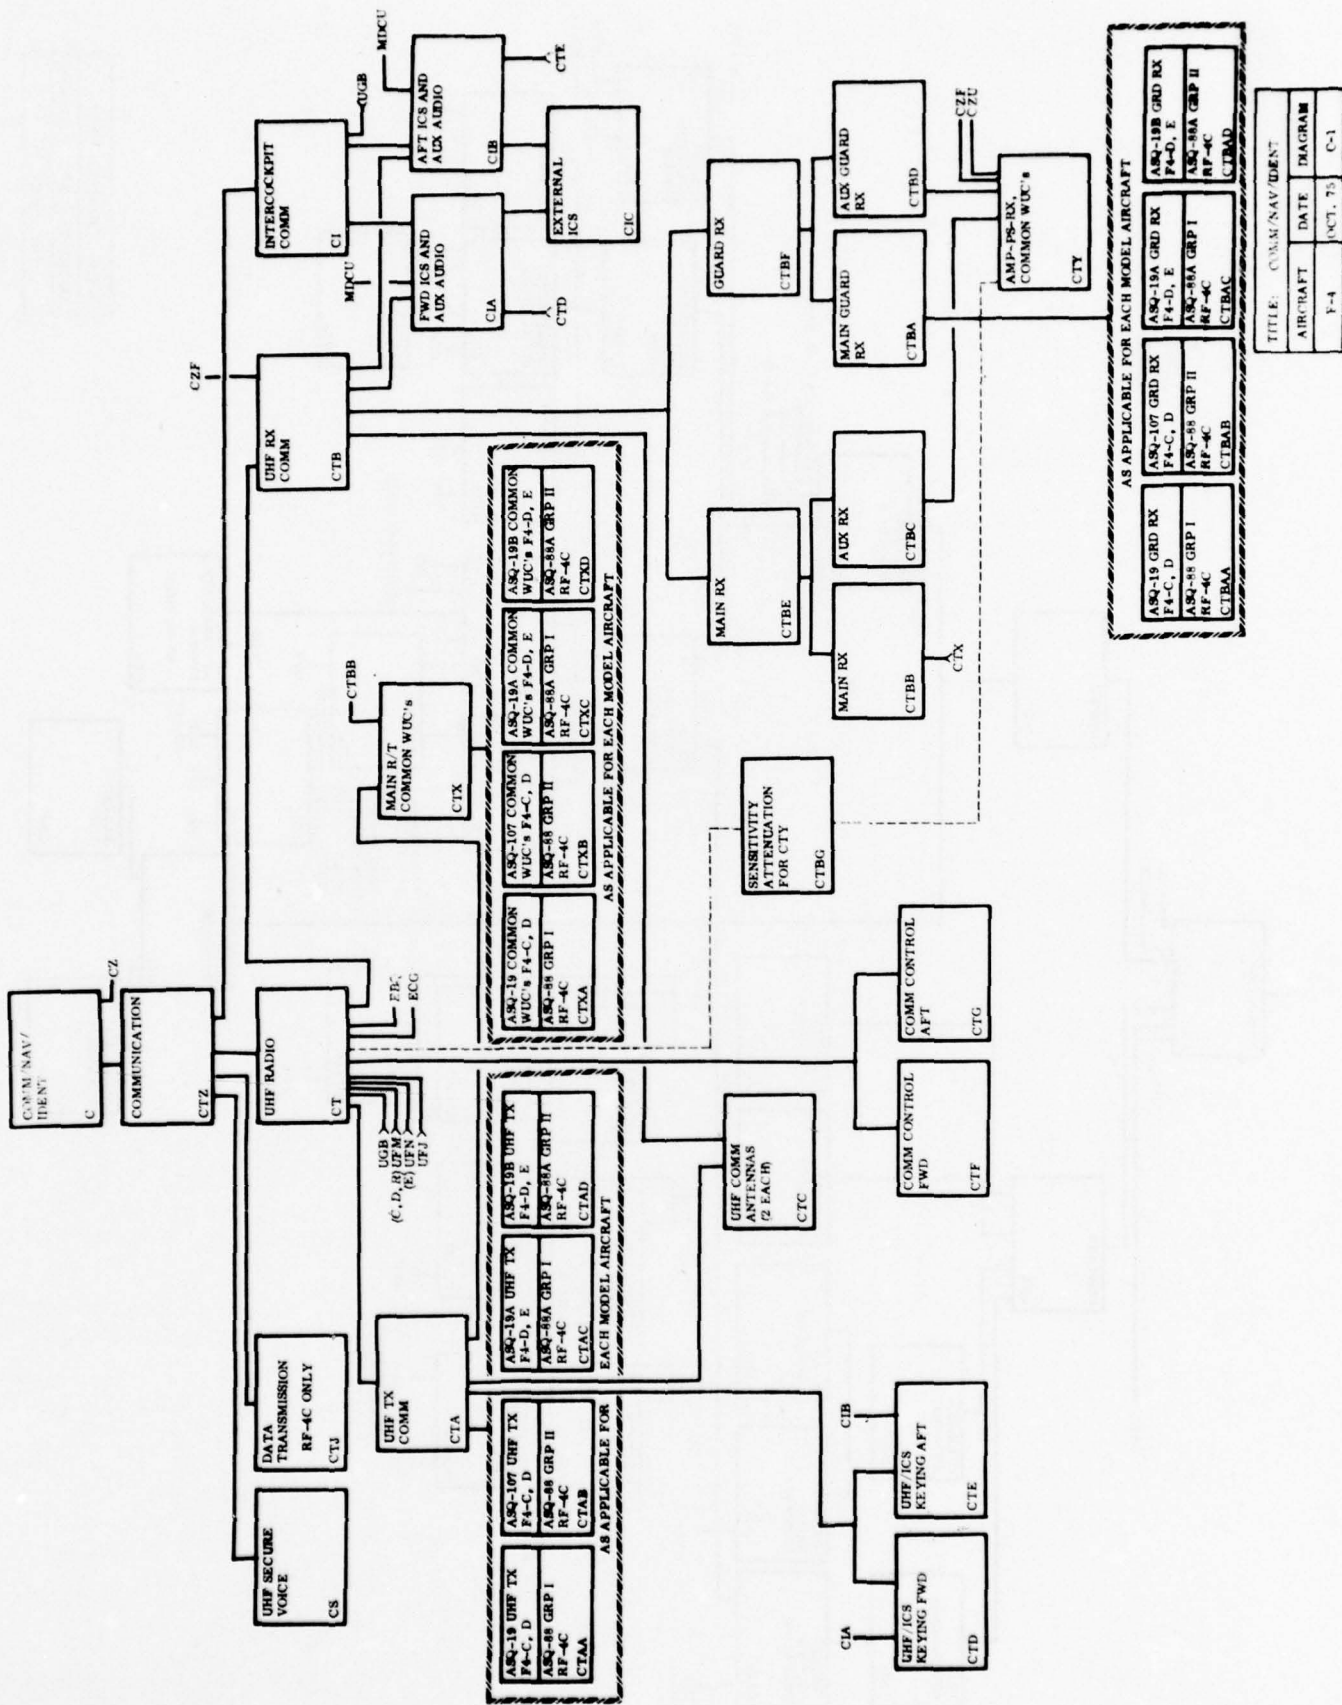 COMM/NAV/
IDENT
C
CZ
COMMUNICATION
CTZ
UHF SECURE
VOICE
CS
DATA
TRANSMISSION
RF-4C ONLY
CTJ
UHF RADIO
CT
UGB
(C, D, R) UFM
(E) UFN
UFJ
ECG
CZF
UHF RX
COMM
CTB
INTERCOCKPIT
COMM
CI
UGB
UHF TX
COMM
CTA
MAIN R/T
COMMON WUC's
CTX
CTBB
MDCU
FWD ICS AND
AUX AUDIO
CIA
MDCU
AFT ICS AND
AUX AUDIO
CIB
CTD
CTE
EXTERNAL
ICS
CIC
ASQ-19 UHF TX
F4-C, D
ASQ-88 GRP I
RF-4C
CTAA
ASQ-107 UHF TX
F4-C, D
ASQ-88 GRP II
RF-4C
CTAB
ASQ-19A UHF TX
F4-D, E
ASQ-88A GRP I
RF-4C
CTAC
ASQ-19B UHF TX
F4-D, E
ASQ-88A GRP II
RF-4C
CTAD
AS APPLICABLE FOR EACH MODEL AIRCRAFT
ASQ-19 COMMON
WUC's F4-C, D
ASQ-88 GRP I
RF-4C
CTXA
ASQ-107 COMMON
WUC's F4-C, D
ASQ-88 GRP II
RF-4C
CTXB
ASQ-19A COMMON
WUC's F4-D, E
ASQ-88A GRP I
RF-4C
CTXC
ASQ-19B COMMON
WUC's F4-D, E
ASQ-88A GRP II
RF-4C
CTXD
AS APPLICABLE FOR EACH MODEL AIRCRAFT
UHF COMM
ANTENNAS
(2 EACH)
CTC
SENSITIVITY
ATTENUATION
FOR CTY
CTBG
MAIN RX
CTBE
GUARD RX
CTBF
MAIN RX
CTBB
AUX RX
CTBC
MAIN GUARD
RX
CTBA
AUX GUARD
RX
CTBD
CTX
CZF
CZU
CIA
UHF/ICS
KEYING FWD
CTD
CIB
UHF/ICS
KEYING AFT
CTE
COMM CONTROL
FWD
CTF
COMM CONTROL
AFT
CTG
AMP-PS-RX,
COMMON WUC's
CTY
AS APPLICABLE FOR EACH MODEL AIRCRAFT
ASQ-19 GRD RX
F4-C, D
ASQ-88 GRP I
RF-4C
CTBAA
ASQ-107 GRD RX
F4-C, D
ASQ-88 GRP II
RF-4C
CTBAB
ASQ-19A GRD RX
F4-D, E
ASQ-88A GRP I
RF-4C
CTBAC
ASQ-19B GRD RX
F4-D, E
ASQ-88A GRP II
RF-4C
CTBAD
TITLE: COMM/NAV/IDENT
AIRCRAFT DATE DIAGRAM
F-4 OCT. 75 C-1